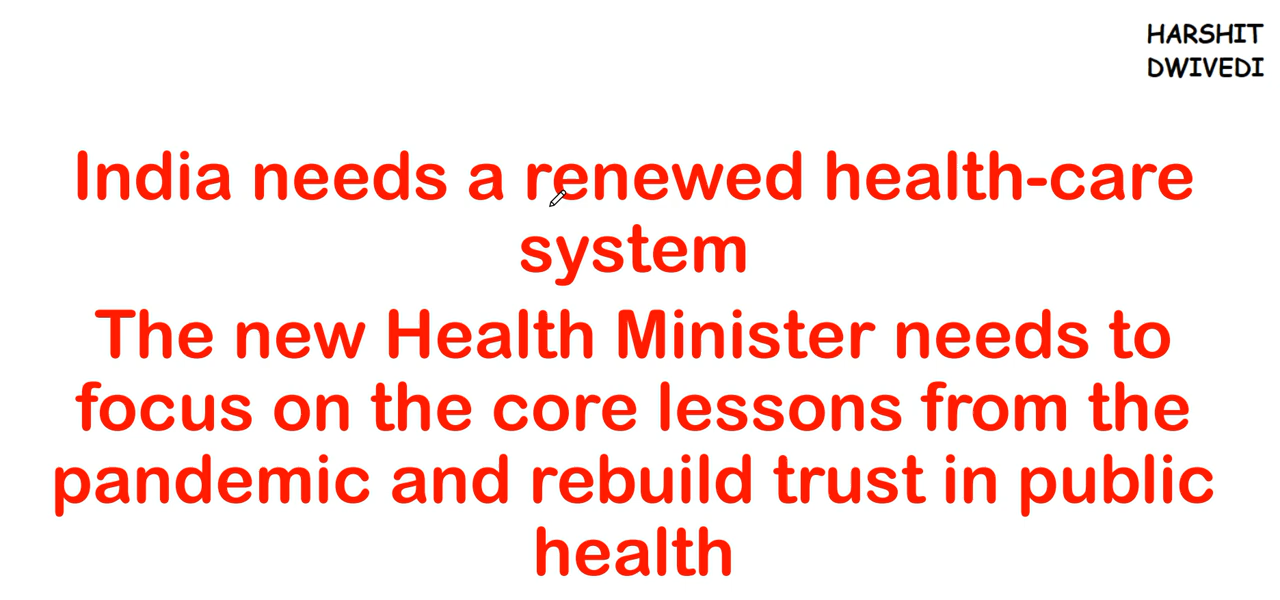 HARSHIT
DWIVEDI
India needs a renewed health-care
system
The new Health Minister needs to
focus on the core lessons from the
pandemic and rebuild trust in public
health